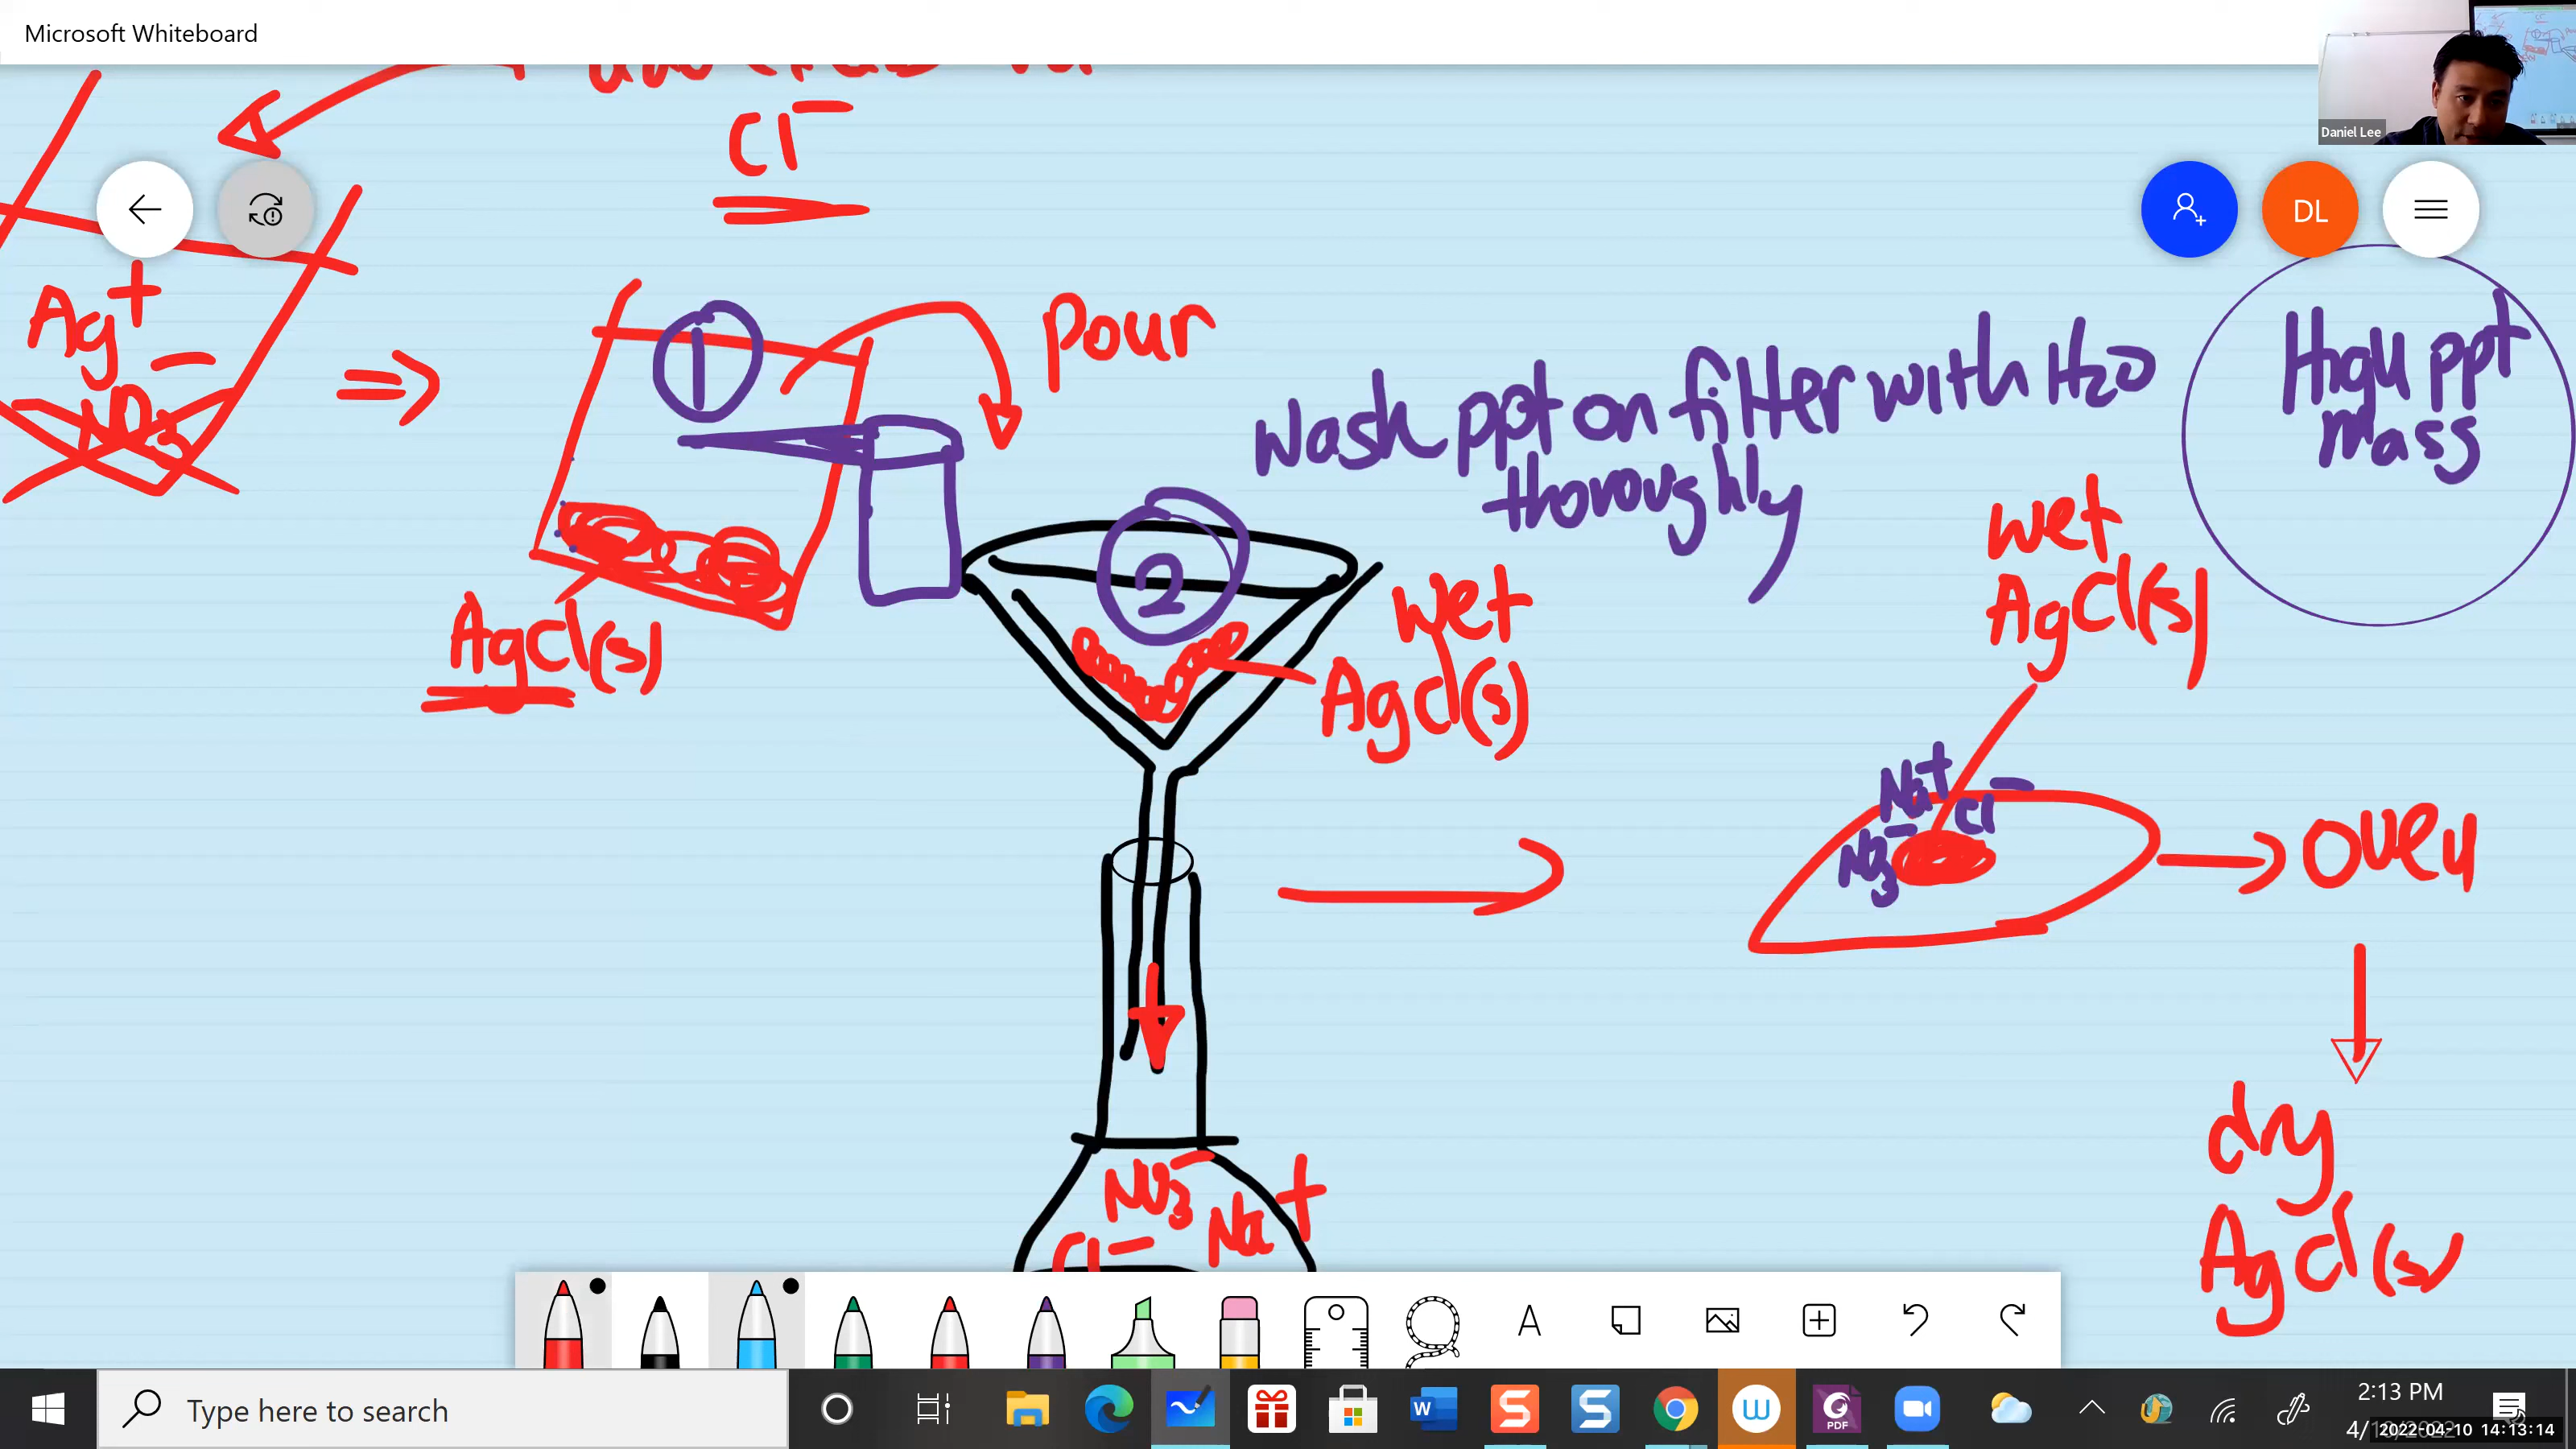 Microsoft Whiteboard
Daniel Lee
Cl⁻
DL
Ag⁺
NO₃⁻
⇒
1
Pour
Wash ppt on filter with H₂O
thoroughly
High ppt
mass
AgCl(s)
2
wet
AgCl(s)
wet
AgCl(s)
Na⁺
Cl⁻
NO₃⁻
oven
dry
AgCl(s)
NO₃⁻
Na⁺
Cl⁻
A
Type here to search
PDF
2:13 PM
2022-04-10 14:13:14